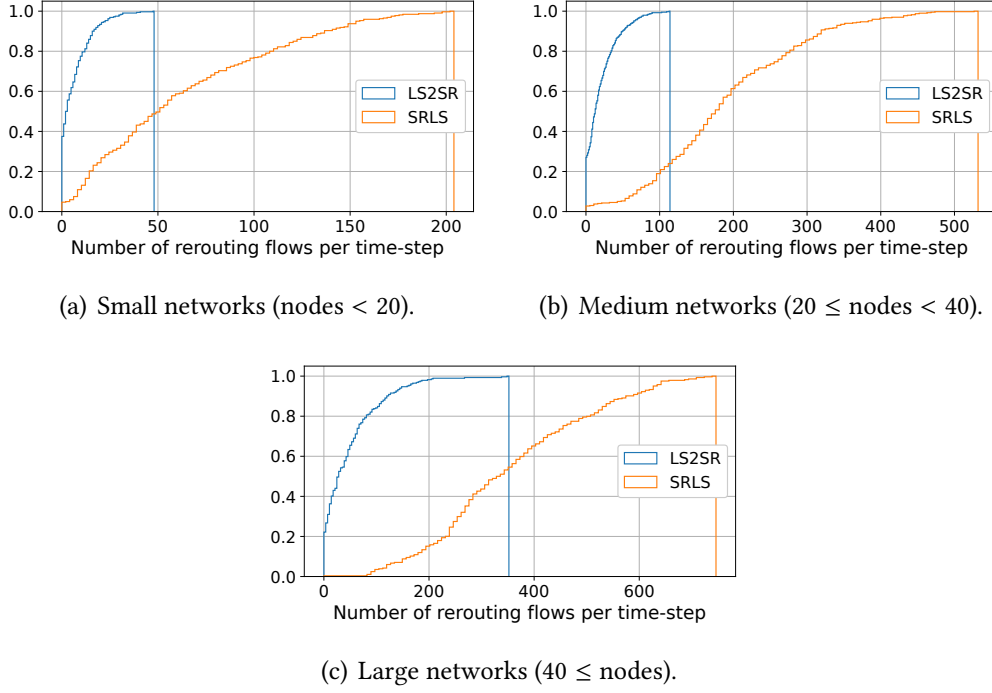 1.0
0.8
0.6
0.4
0.2
0.0
LS2SR
SRLS
0 50 100 150 200
Number of rerouting flows per time-step
(a) Small networks (nodes < 20).
1.0
0.8
0.6
0.4
0.2
0.0
LS2SR
SRLS
0 100 200 300 400 500
Number of rerouting flows per time-step
(b) Medium networks (20 ≤ nodes < 40).
1.0
0.8
0.6
0.4
0.2
0.0
LS2SR
SRLS
0 200 400 600
Number of rerouting flows per time-step
(c) Large networks (40 ≤ nodes).